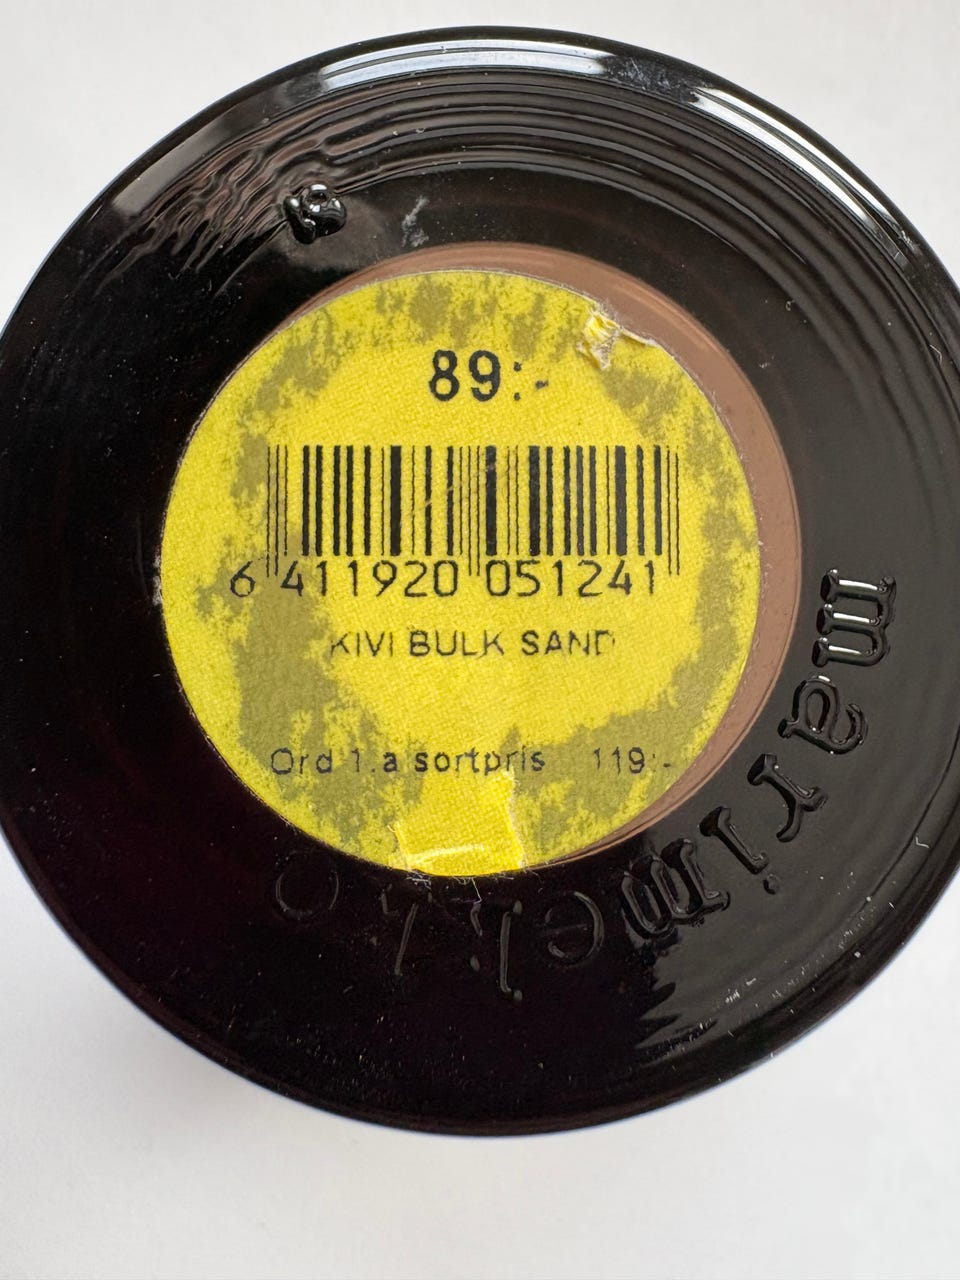 89:-
6 411920 051241
KIVI BULK SAND
Ord 1.a sortpris 119:-
marimekko